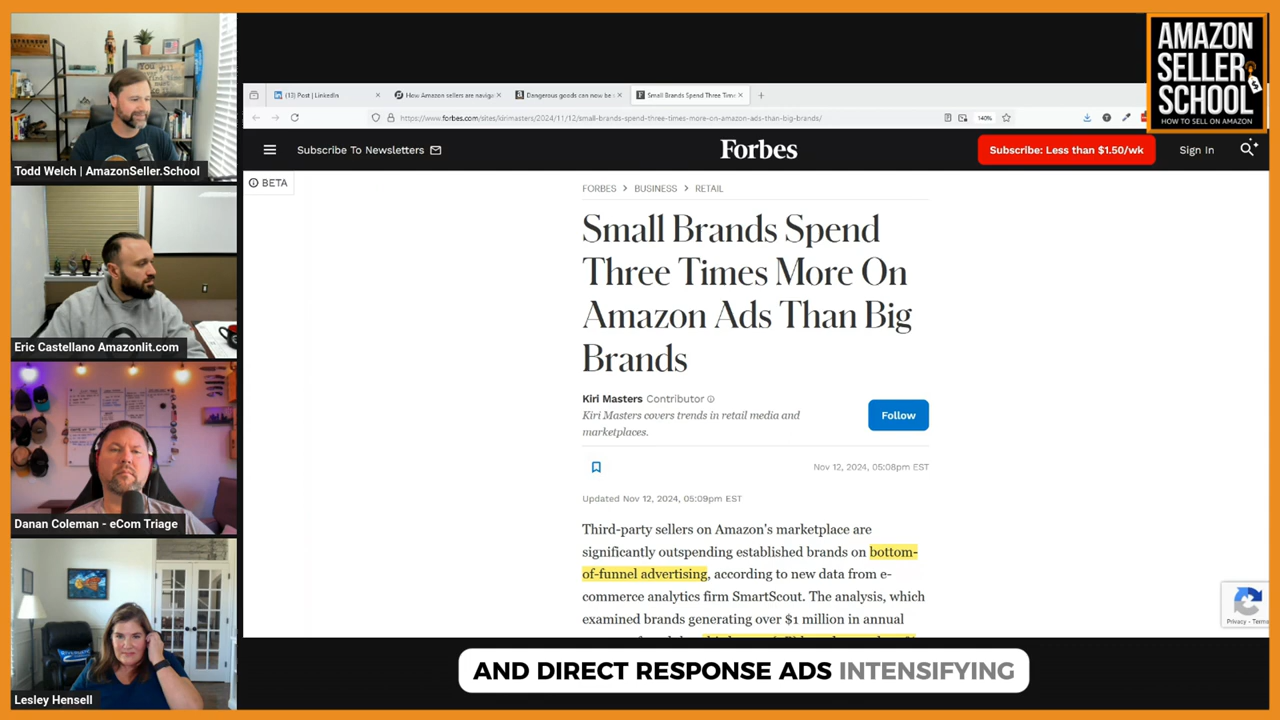 AMAZON
SELLER
SCHOOL
HOW TO SELL ON AMAZON
Todd Welch | AmazonSeller.School
Eric Castellano Amazonlit.com
Danan Coleman - eCom Triage
Lesley Hensell
(13) Post | LinkedIn
How Amazon sellers are naviga
Dangerous goods can now be
Small Brands Spend Three Time
https://www.forbes.com/sites/kirimasters/2024/11/12/small-brands-spend-three-times-more-on-amazon-ads-than-big-brands/
140%
Subscribe To Newsletters
Forbes
Subscribe: Less than $1.50/wk
Sign In
BETA
FORBES > BUSINESS > RETAIL
Small Brands Spend
Three Times More On
Amazon Ads Than Big
Brands
Kiri Masters Contributor
Kiri Masters covers trends in retail media and
marketplaces.
Follow
Nov 12, 2024, 05:08pm EST
Updated Nov 12, 2024, 05:09pm EST
Third-party sellers on Amazon's marketplace are
significantly outspending established brands on bottom-
of-funnel advertising, according to new data from e-
commerce analytics firm SmartScout. The analysis, which
examined brands generating over $1 million in annual
Privacy - Terms
AND DIRECT RESPONSE ADS INTENSIFYING